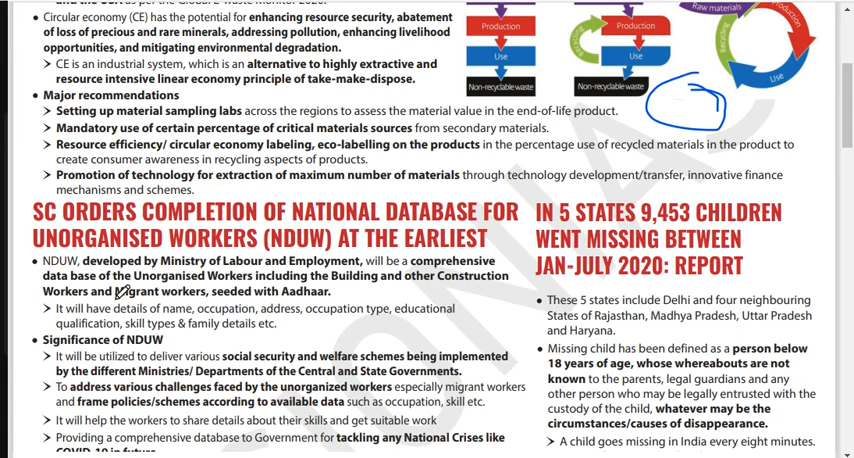 and the USA as per the Global E-waste Monitor 2020.
• Circular economy (CE) has the potential for enhancing resource security, abatement
of loss of precious and rare minerals, addressing pollution, enhancing livelihood
opportunities, and mitigating environmental degradation.
➤ CE is an industrial system, which is an alternative to highly extractive and
resource intensive linear economy principle of take-make-dispose.
Production
Use
Non-recyclable waste
Production
Use
Non-recyclable waste
Raw materials
Production
Recycling
Use
• Major recommendations
➤ Setting up material sampling labs across the regions to assess the material value in the end-of-life product.
➤ Mandatory use of certain percentage of critical materials sources from secondary materials.
➤ Resource efficiency/ circular economy labeling, eco-labelling on the products in the percentage use of recycled materials in the product to
create consumer awareness in recycling aspects of products.
➤ Promotion of technology for extraction of maximum number of materials through technology development/transfer, innovative finance
mechanisms and schemes.
SC ORDERS COMPLETION OF NATIONAL DATABASE FOR
UNORGANISED WORKERS (NDUW) AT THE EARLIEST
• NDUW, developed by Ministry of Labour and Employment, will be a comprehensive
data base of the Unorganised Workers including the Building and other Construction
Workers and Migrant workers, seeded with Aadhaar.
➤ It will have details of name, occupation, address, occupation type, educational
qualification, skill types & family details etc.
• Significance of NDUW
➤ It will be utilized to deliver various social security and welfare schemes being implemented
by the different Ministries/ Departments of the Central and State Governments.
➤ To address various challenges faced by the unorganized workers especially migrant workers
and frame policies/schemes according to available data such as occupation, skill etc.
➤ It will help the workers to share details about their skills and get suitable work
➤ Providing a comprehensive database to Government for tackling any National Crises like
COVID-19 in future
IN 5 STATES 9,453 CHILDREN
WENT MISSING BETWEEN
JAN-JULY 2020: REPORT
• These 5 states include Delhi and four neighbouring
States of Rajasthan, Madhya Pradesh, Uttar Pradesh
and Haryana.
• Missing child has been defined as a person below
18 years of age, whose whereabouts are not
known to the parents, legal guardians and any
other person who may be legally entrusted with the
custody of the child, whatever may be the
circumstances/causes of disappearance.
➤ A child goes missing in India every eight minutes.